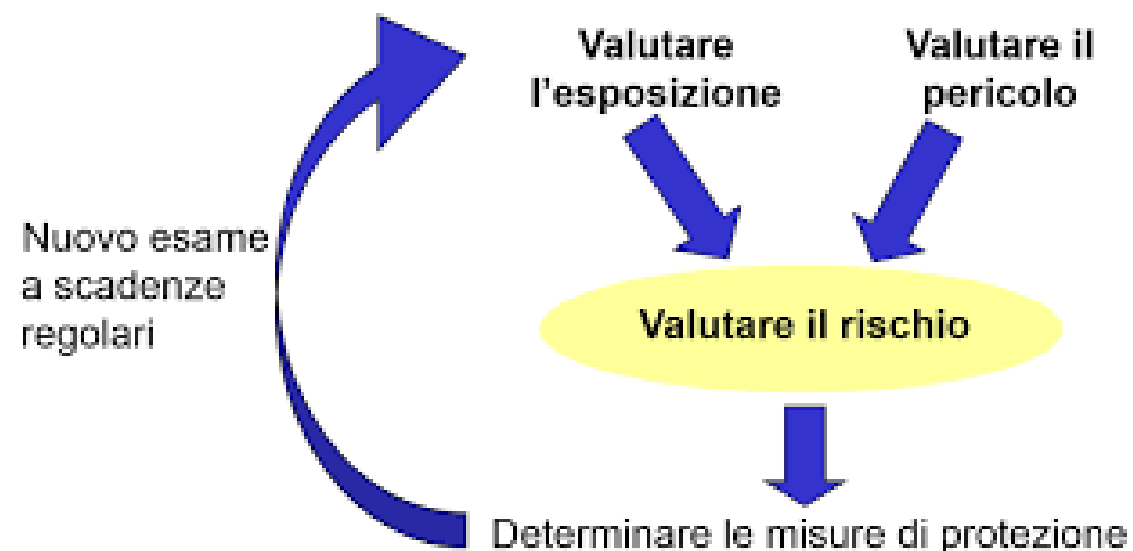 Valutare
l'esposizione
Valutare il
pericolo
Nuovo esame
a scadenze
regolari
Valutare il rischio
Determinare le misure di protezione